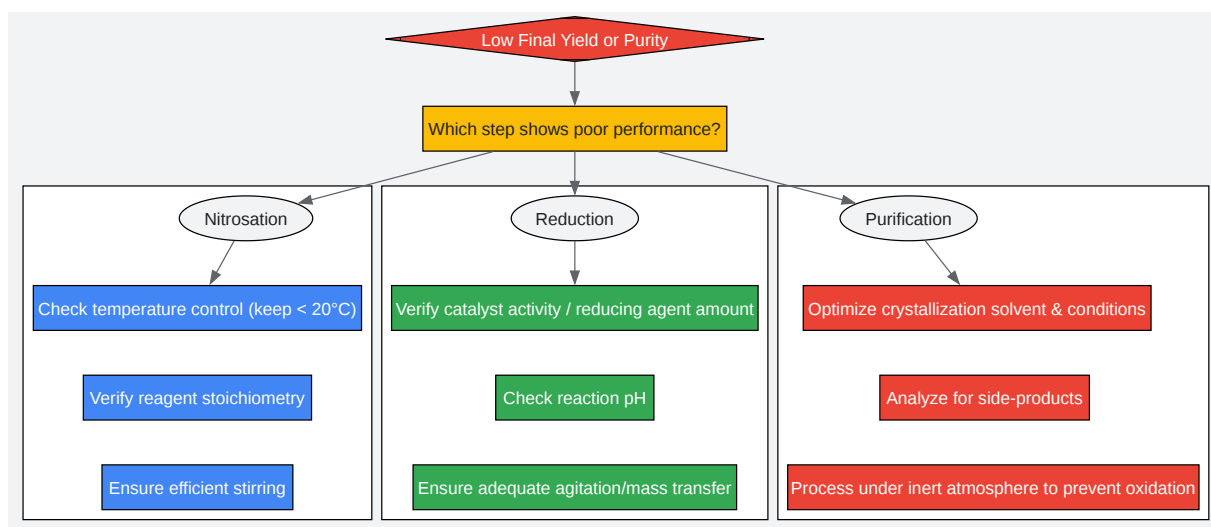 Low Final Yield or Purity
Which step shows poor performance?
Nitrosation
Check temperature control (keep < 20°C)
Verify reagent stoichiometry
Ensure efficient stirring
Reduction
Verify catalyst activity / reducing agent amount
Check reaction pH
Ensure adequate agitation/mass transfer
Purification
Optimize crystallization solvent & conditions
Analyze for side-products
Process under inert atmosphere to prevent oxidation